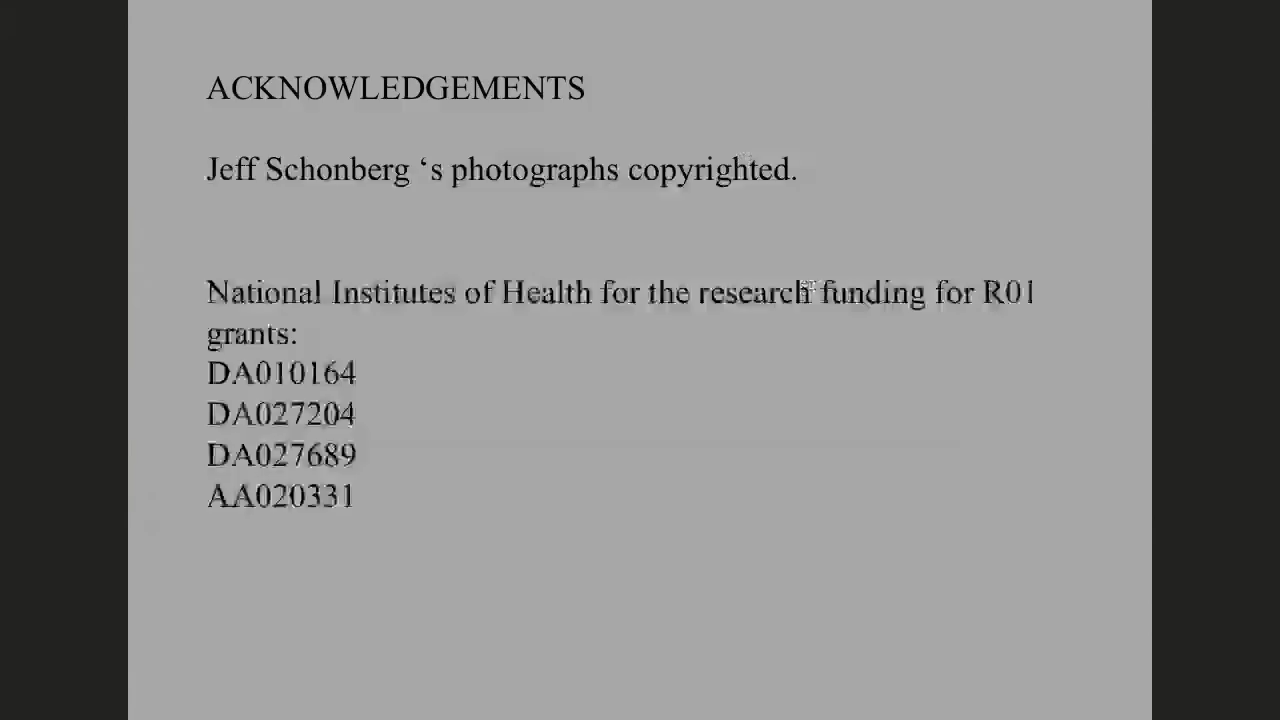 ACKNOWLEDGEMENTS
Jeff Schonberg ‘s photographs copyrighted.
National Institutes of Health for the research funding for R01
grants:
DA010164
DA027204
DA027689
AA020331